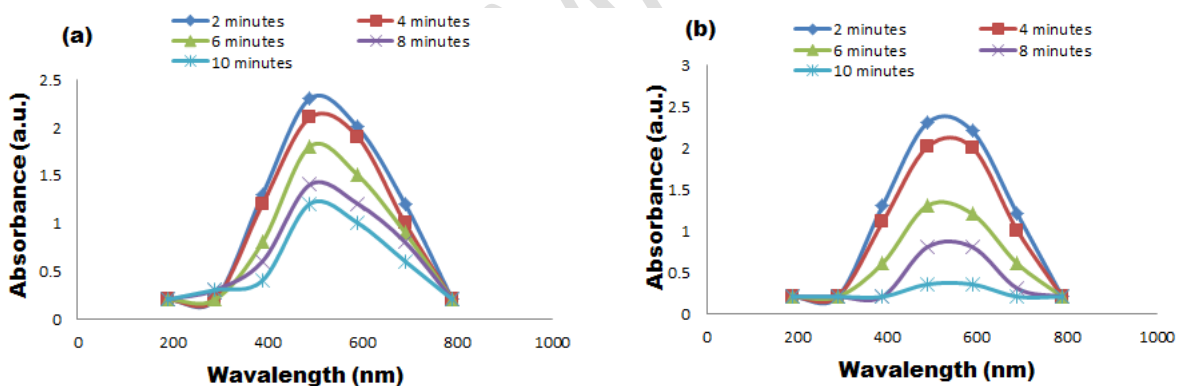 (a)
2 minutes 4 minutes
6 minutes 8 minutes
10 minutes
Absorbance (a.u.)
2.5
2
1.5
1
0.5
0
0 200 400 600 800 1000
Wavalength (nm)
(b)
2 minutes 4 minutes
6 minutes 8 minutes
10 minutes
Absorbance (a.u.)
3
2.5
2
1.5
1
0.5
0
0 200 400 600 800 1000
Wavalength (nm)